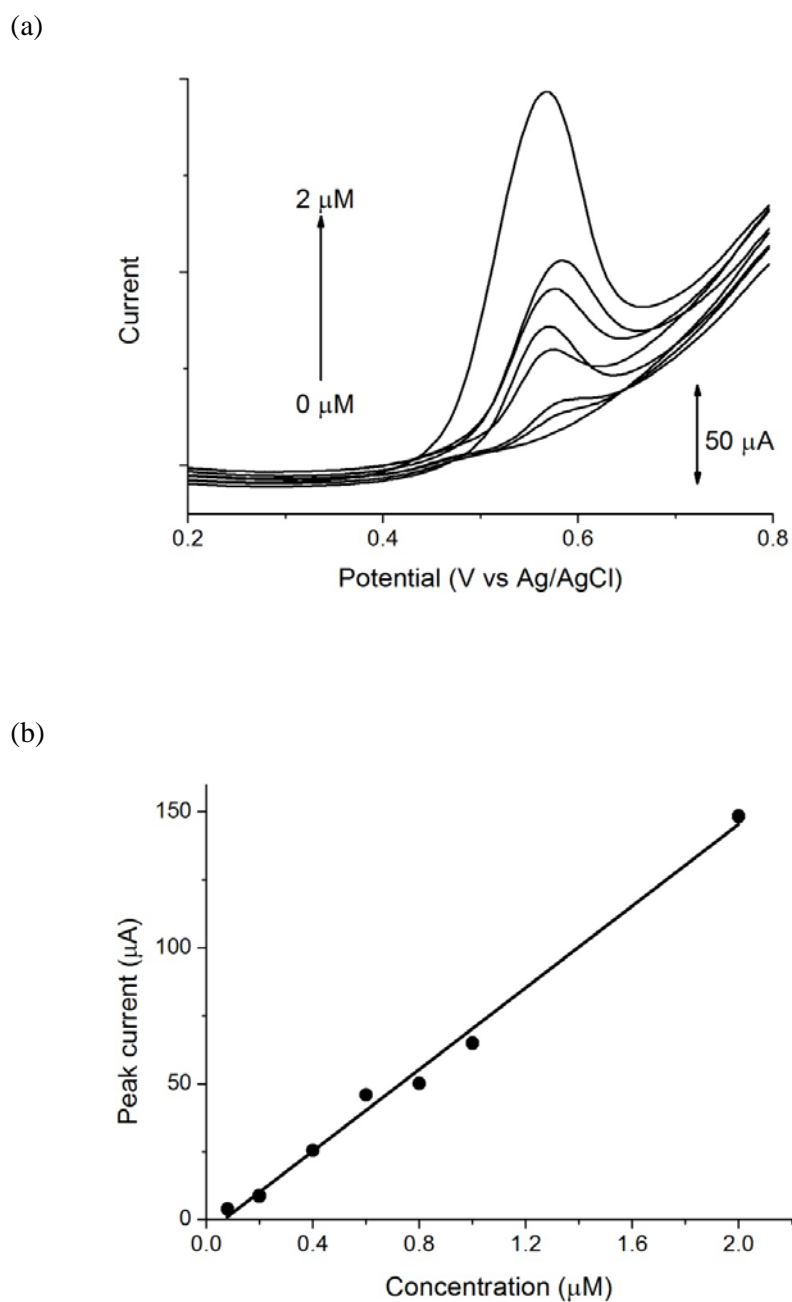 (a)
Current
2 μM
0 μM
50 μA
0.2 0.4 0.6 0.8
Potential (V vs Ag/AgCl)
(b)
Peak current (μA)
150
100
50
0
0.0 0.4 0.8 1.2 1.6 2.0
Concentration (μM)